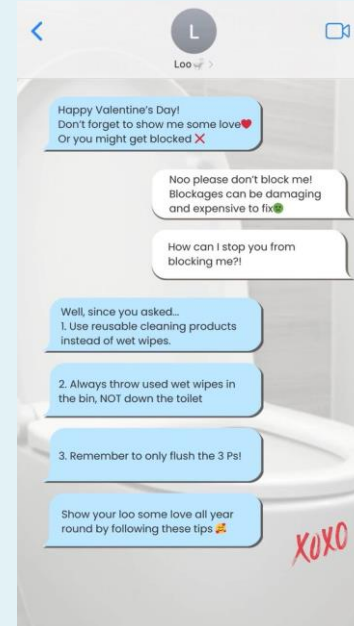 L
Loo
Happy Valentine's Day!
Don't forget to show me some love❤️
Or you might get blocked ❌
Noo please don't block me!
Blockages can be damaging
and expensive to fix🤢
How can I stop you from
blocking me?!
Well, since you asked...
1. Use reusable cleaning products
instead of wet wipes.
2. Always throw used wet wipes in
the bin, NOT down the toilet
3. Remember to only flush the 3 Ps!
Show your loo some love all year
round by following these tips 🥰
XOXO